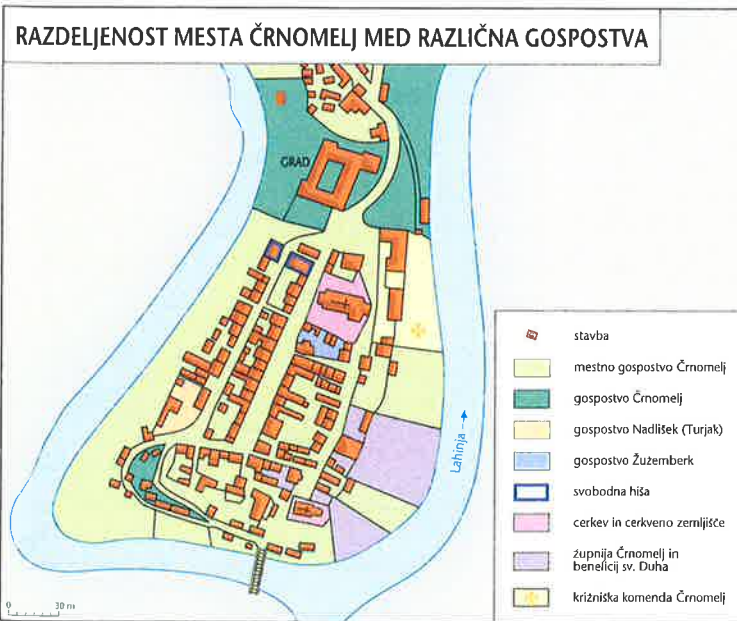 RAZDELJENOST MESTA ČRNOMELJ MED RAZLIČNA GOSPOSTVA
GRAD
Lahinja
stavba
mestno gospostvo Črnomelj
gospostvo Črnomelj
gospostvo Nadlišek (Turjak)
gospostvo Žužemberk
svobodna hiša
cerkev in cerkveno zemljišče
župnija Črnomelj in
beneficij sv. Duha
križniška komenda Črnomelj
0 30 m